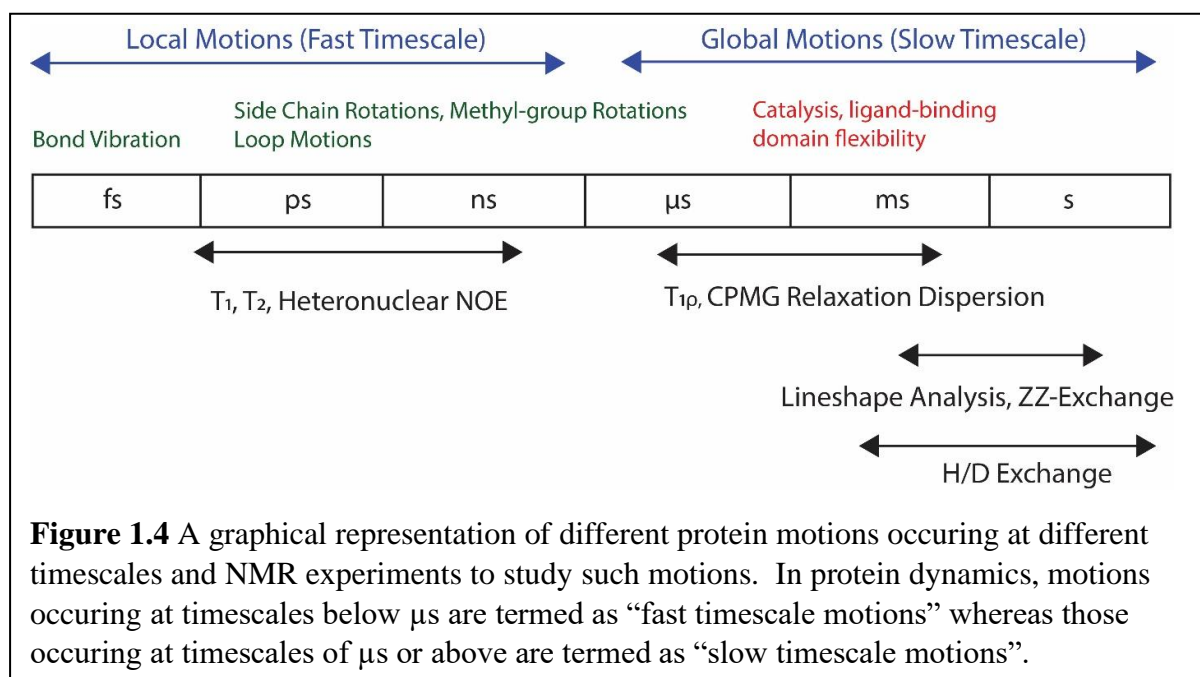 Local Motions (Fast Timescale)
Global Motions (Slow Timescale)
Side Chain Rotations, Methyl-group Rotations
Bond Vibration
Loop Motions
Catalysis, ligand-binding
domain flexibility
fs
ps
ns
µs
ms
s
T₁, T₂, Heteronuclear NOE
T₁ρ, CPMG Relaxation Dispersion
Lineshape Analysis, ZZ-Exchange
H/D Exchange
Figure 1.4 A graphical representation of different protein motions occuring at different
timescales and NMR experiments to study such motions. In protein dynamics, motions
occuring at timescales below µs are termed as “fast timescale motions” whereas those
occuring at timescales of µs or above are termed as “slow timescale motions”.